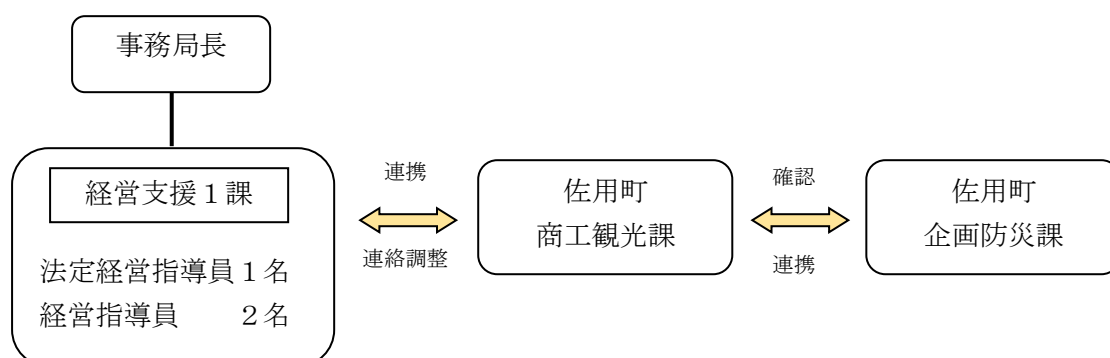 事務局長
経営支援１課
法定経営指導員１名
経営指導員　　２名
連携
連絡調整
佐用町
商工観光課
確認
連携
佐用町
企画防災課